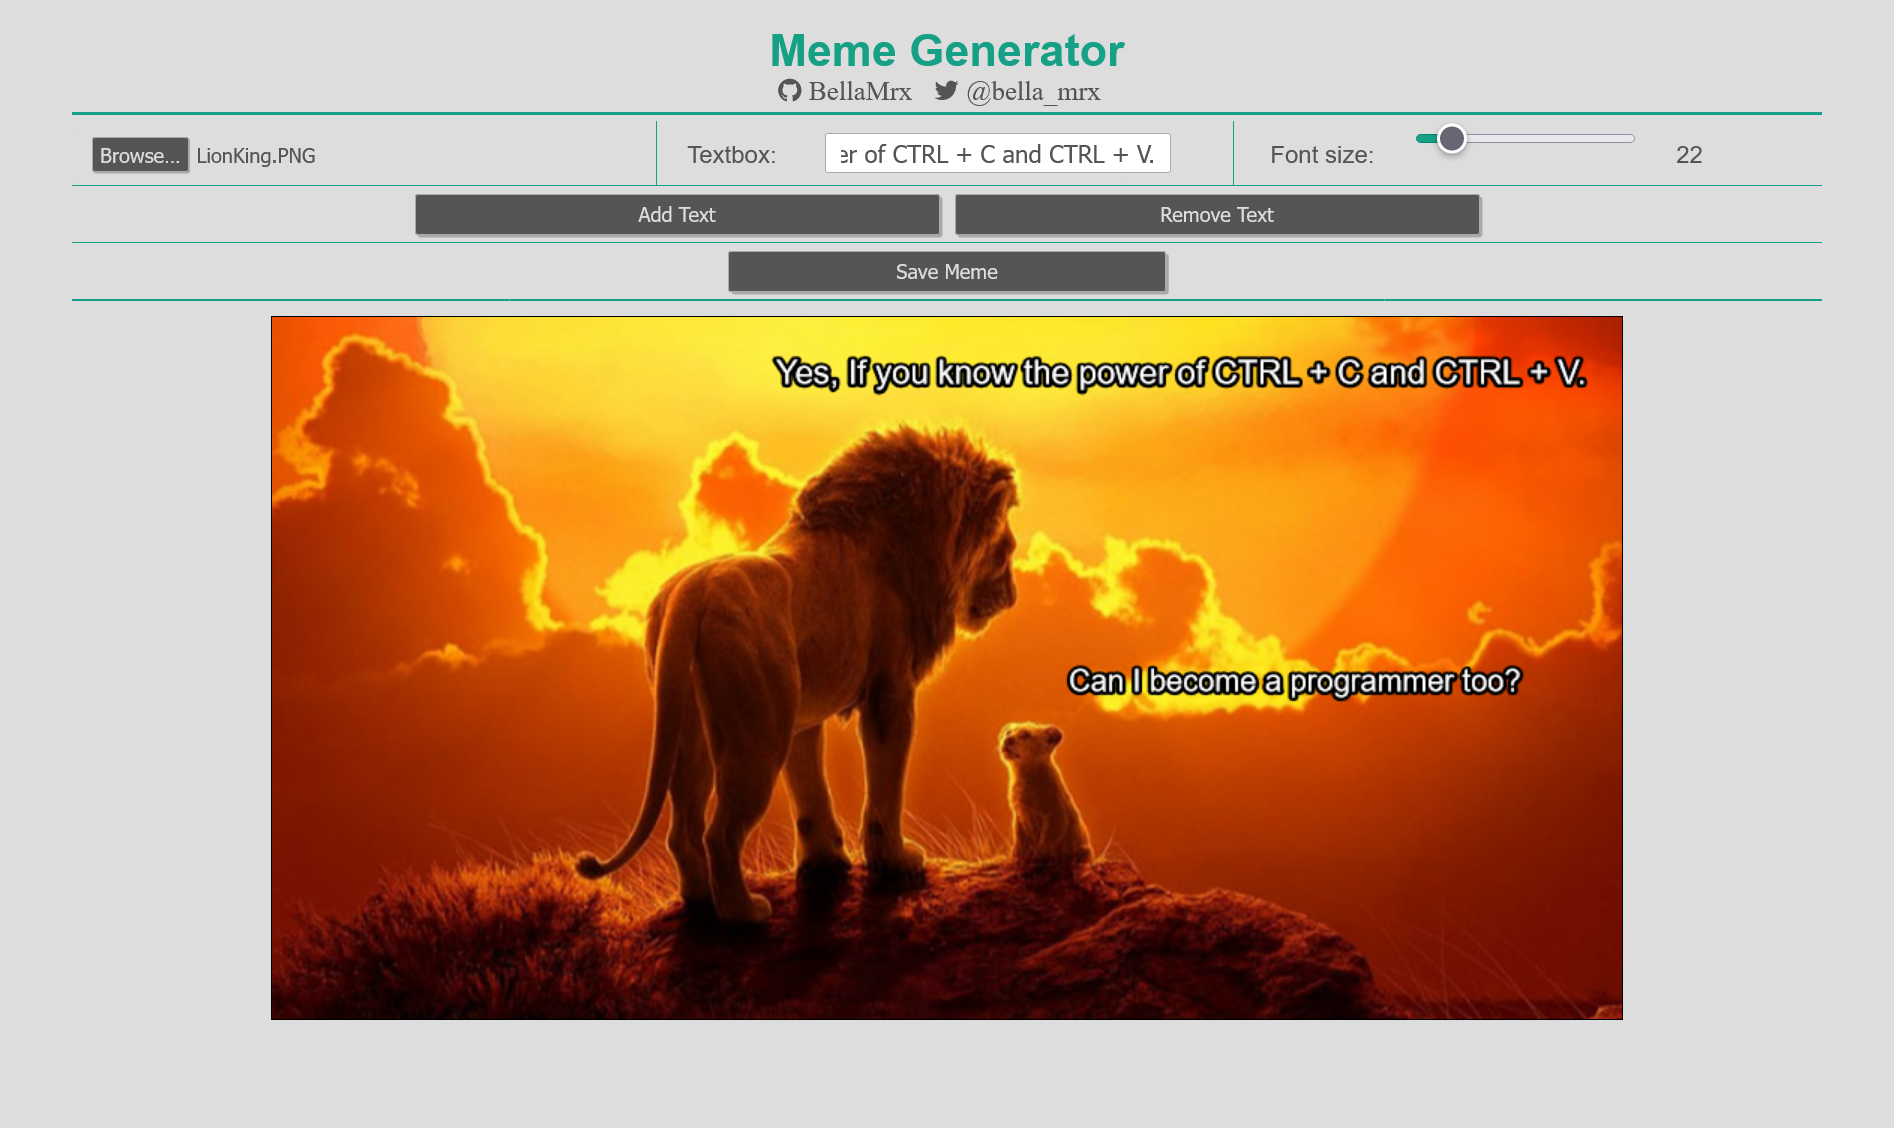 Meme Generator
BellaMrx @bella_mrx
Browse... LionKing.PNG Textbox: er of CTRL + C and CTRL + V. Font size: 22
Add Text Remove Text
Save Meme
Yes, If you know the power of CTRL + C and CTRL + V.
Can I become a programmer too?